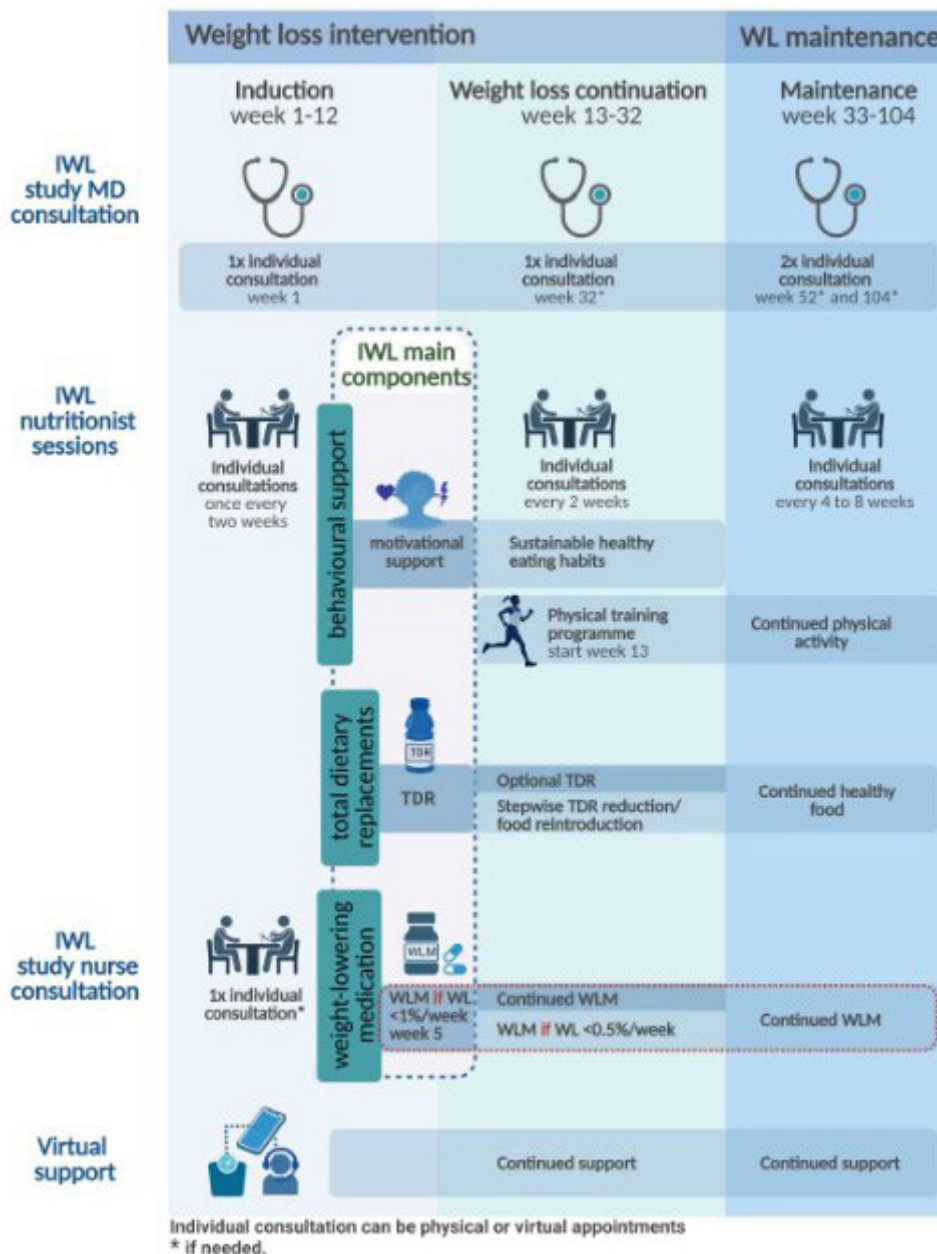 Weight loss intervention
WL maintenance
Induction
week 1-12
Weight loss continuation
week 13-32
Maintenance
week 33-104
IWL
study MD
consultation
1x individual
consultation
week 1
1x individual
consultation
week 32*
2x individual
consultation
week 52* and 104*
IWL main
components
IWL
nutritionist
sessions
Individual
consultations
once every
two weeks
behavioural support
motivational
support
Individual
consultations
every 2 weeks
Individual
consultations
every 4 to 8 weeks
Sustainable healthy
eating habits
Physical training
programme
start week 13
Continued physical
activity
total dietary
replacements
TDR
TDR
Optional TDR
Stepwise TDR reduction/
food reintroduction
Continued healthy
food
IWL
study nurse
consultation
1x individual
consultation*
weight-lowering
medication
WLM
WLM if WL
<1%/week
week 5
Continued WLM
WLM if WL <0.5%/week
Continued WLM
Virtual
support
Continued support
Continued support
Individual consultation can be physical or virtual appointments
* if needed.